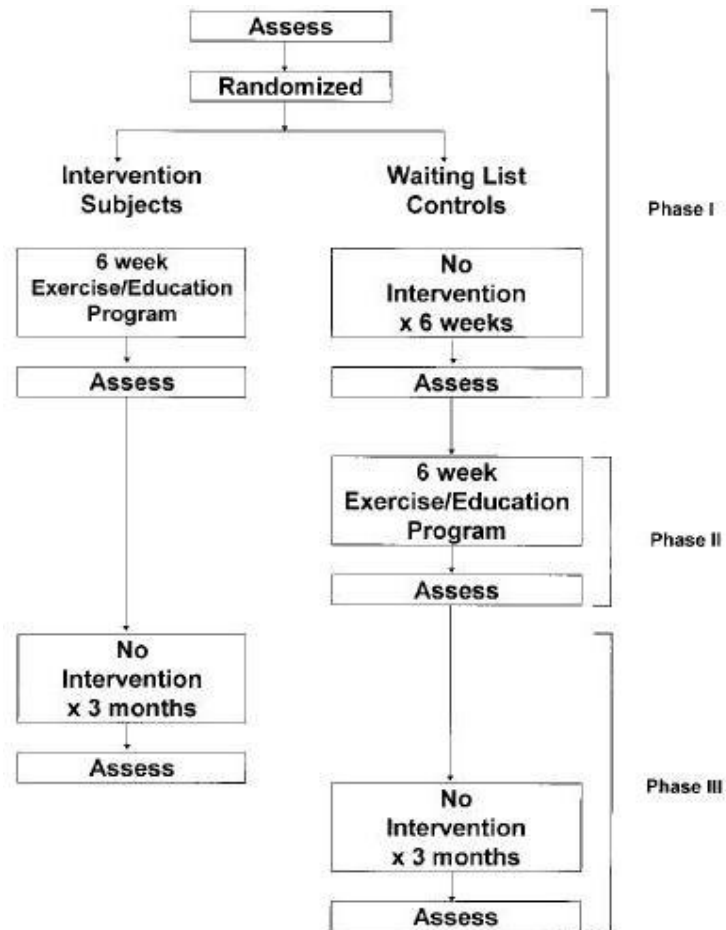 Assess
Randomized
Intervention
Subjects
Waiting List
Controls
Phase I
6 week
Exercise/Education
Program
No
Intervention
x 6 weeks
Assess
Assess
6 week
Exercise/Education
Program
Phase II
Assess
No
Intervention
x 3 months
Assess
Phase III
No
Intervention
x 3 months
Assess